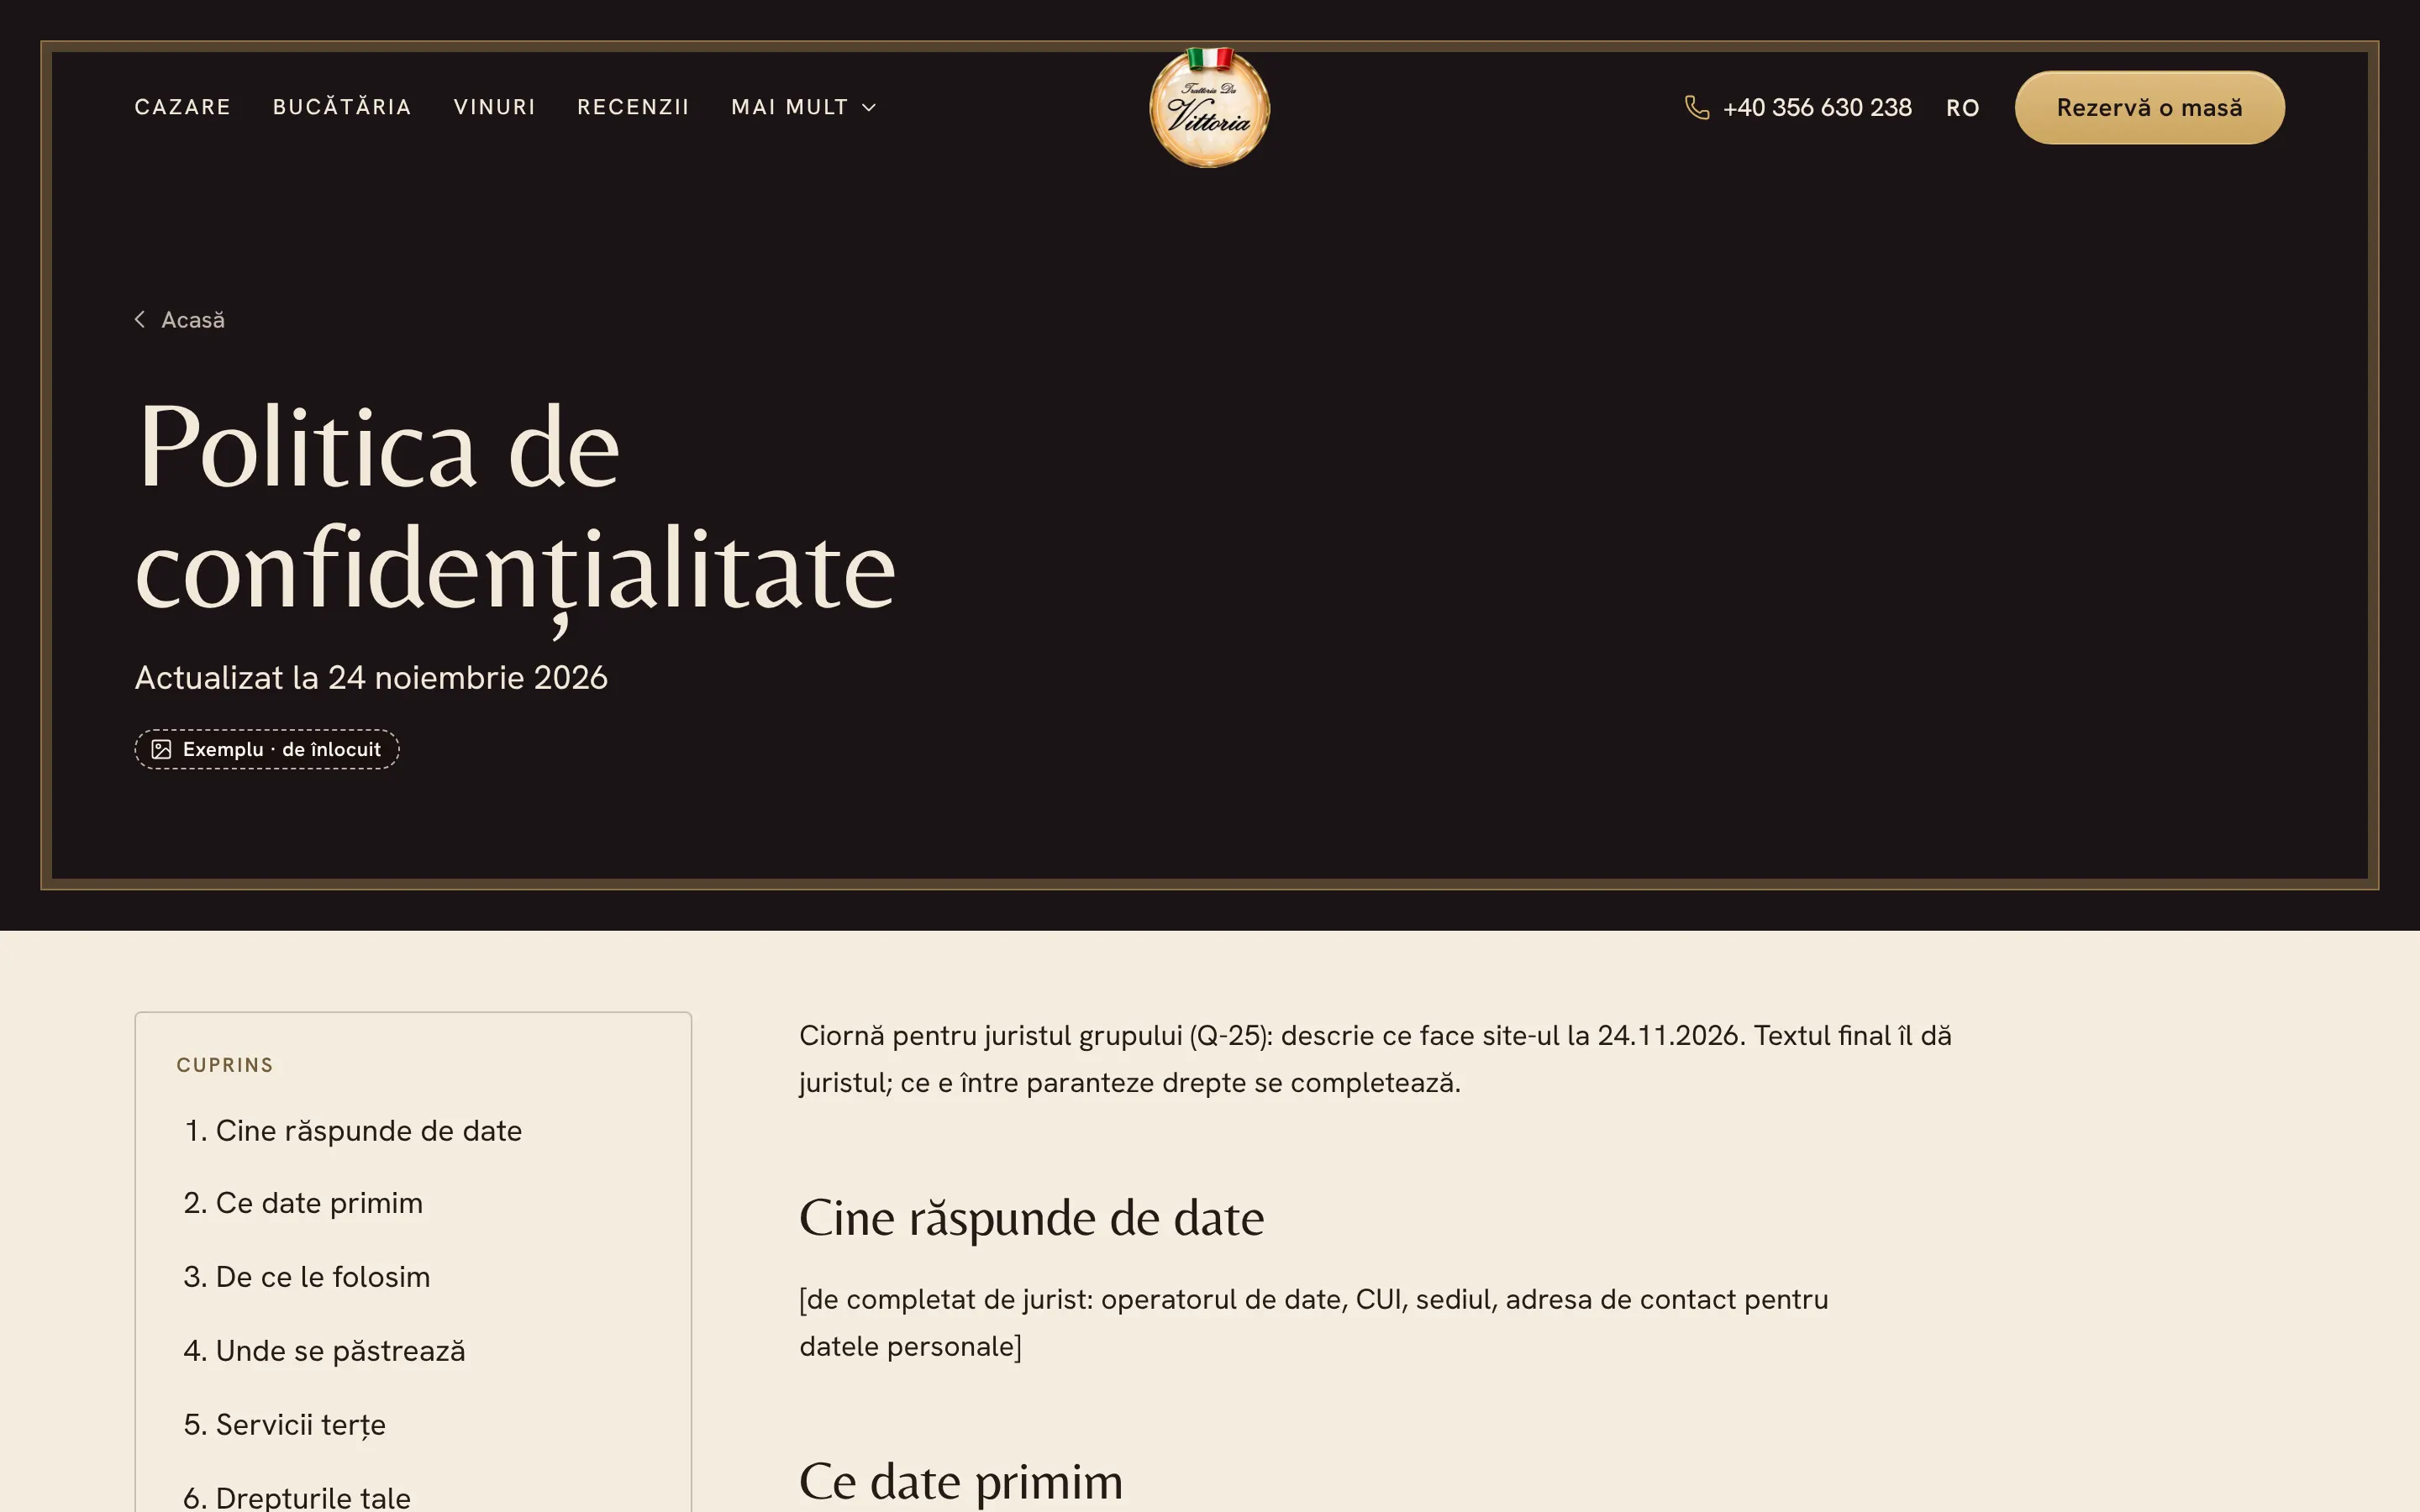 CAZARE
BUCĂTĂRIA
VINURI
RECENZII
MAI MULT
Trattoria Da
Vittoria
+40 356 630 238
RO
Rezervă o masă
Acasă
Politica de
confidențialitate
Actualizat la 24 noiembrie 2026
Exemplu · de înlocuit
CUPRINS
1. Cine răspunde de date
2. Ce date primim
3. De ce le folosim
4. Unde se păstrează
5. Servicii terțe
6. Drepturile tale
Ciornă pentru juristul grupului (Q-25): descrie ce face site-ul la 24.11.2026. Textul final îl dă
juristul; ce e între paranteze drepte se completează.
Cine răspunde de date
[de completat de jurist: operatorul de date, CUI, sediul, adresa de contact pentru
datele personale]
Ce date primim